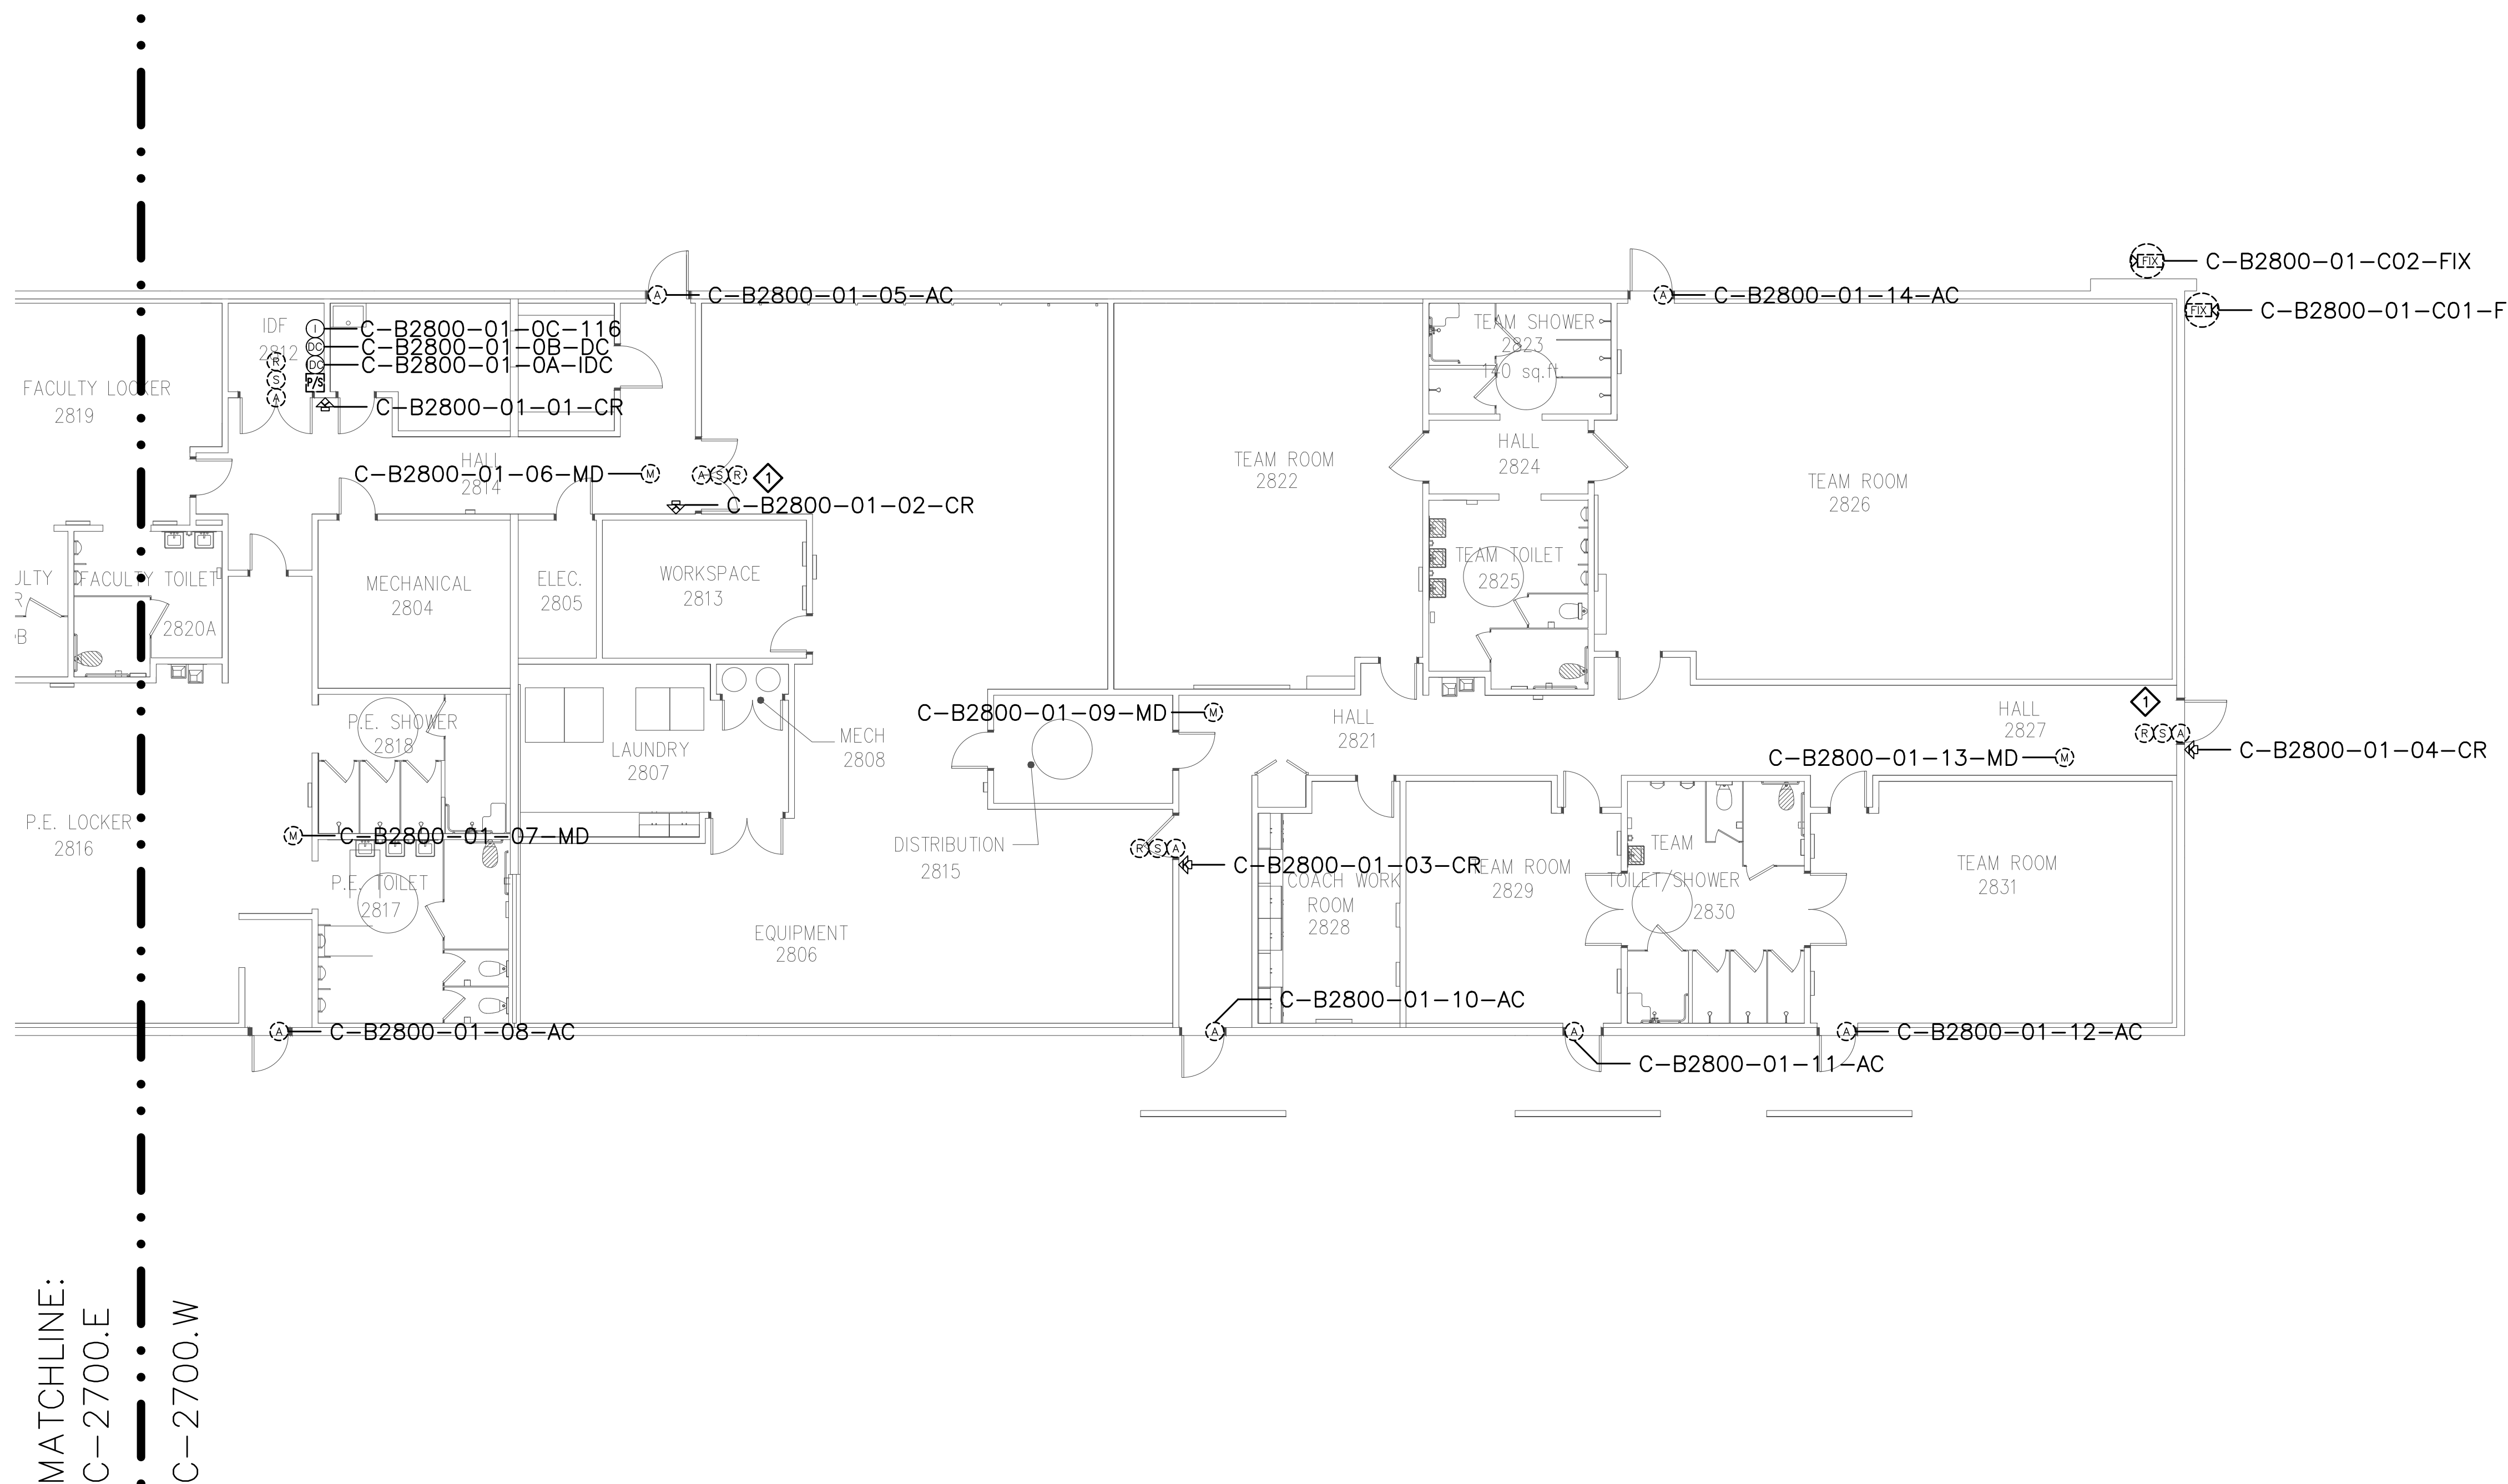 C-B2800-01-C02-FIX
FIX
C-B2800-01-05-AC
A
C-B2800-01-14-AC
A
C-B2800-01-C01-F
FIX
IDF
2812
I
C-B2800-01-0C-116
DC
C-B2800-01-0B-DC
C-B2800-01-0A-IDC
P/S
R
S
A
C-B2800-01-01-CR
TEAM SHOWER
2823
140 sq.ft.
FACULTY LOCKER
2819
HALL
2814
C-B2800-01-06-MD
M
A
S
R
1
C-B2800-01-02-CR
TEAM ROOM
2822
HALL
2824
TEAM ROOM
2826
FACULTY TOILET
2820A
MECHANICAL
2804
ELEC.
2805
WORKSPACE
2813
TEAM TOILET
2825
P.E. SHOWER
2818
LAUNDRY
2807
MECH
2808
C-B2800-01-09-MD
M
HALL
2821
HALL
2827
1
R
S
A
C-B2800-01-04-CR
C-B2800-01-13-MD
M
P.E. LOCKER
2816
M
C-B2800-01-07-MD
DISTRIBUTION
2815
R
S
A
C-B2800-01-03-CR
COACH WORK
ROOM
2828
TEAM ROOM
2829
TEAM
TOILET/SHOWER
2830
TEAM ROOM
2831
P.E. TOILET
2817
EQUIPMENT
2806
A
C-B2800-01-08-AC
A
C-B2800-01-10-AC
A
C-B2800-01-11-AC
A
C-B2800-01-12-AC
MATCHLINE:
C-2700.E
C-2700.W